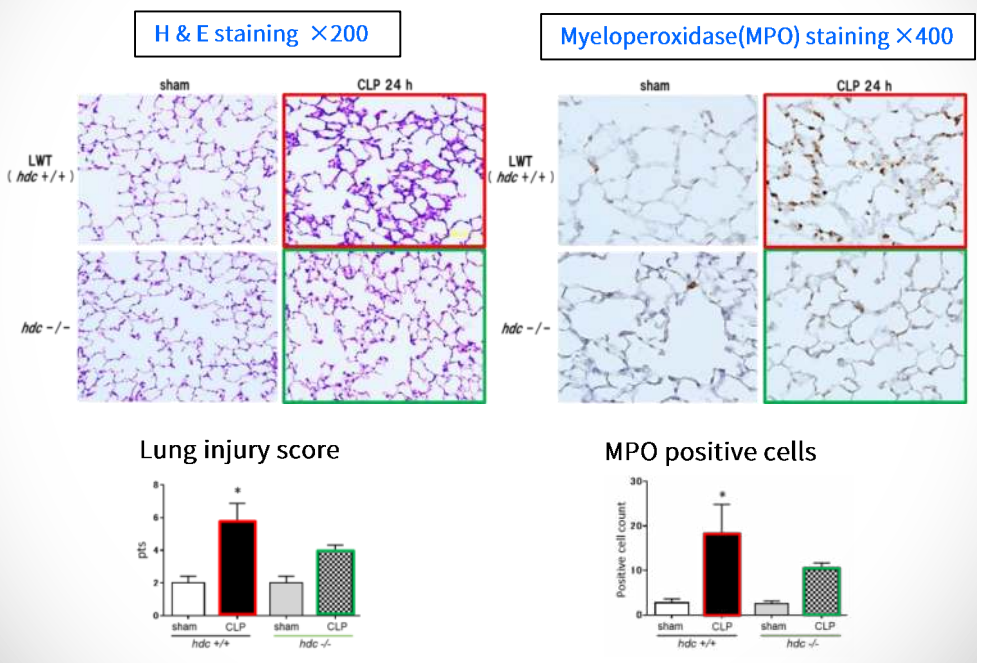 H & E staining ×200
Myeloperoxidase(MPO) staining ×400
sham
CLP 24 h
sham
CLP 24 h
LWT
( hdc +/+ )
LWT
( hdc +/+ )
hdc -/-
hdc -/-
Lung injury score
MPO positive cells
pts
8
6
4
2
0
*
sham
CLP
sham
CLP
hdc +/+
hdc -/-
Positive cell count
30
20
10
0
*
sham
CLP
sham
CLP
hdc +/+
hdc -/-